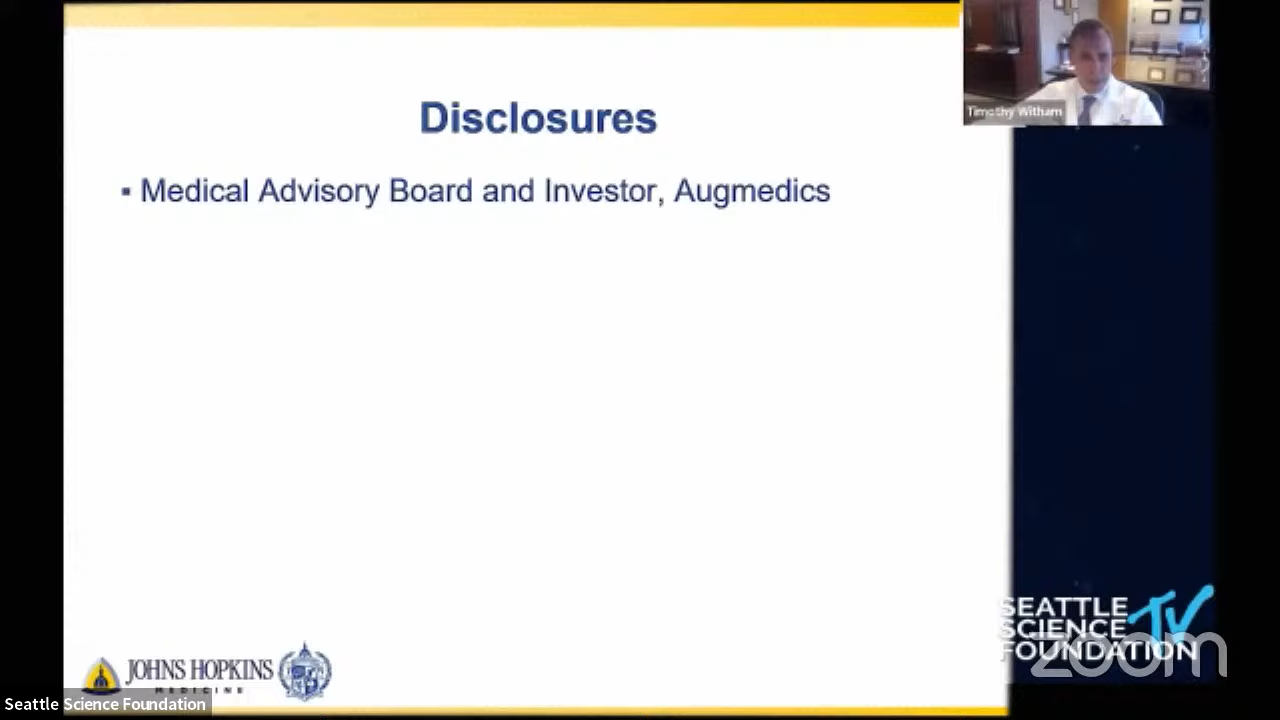 Disclosures
▪ Medical Advisory Board and Investor, Augmedics
Timothy Witham
JOHNS HOPKINS
MEDICINE
Seattle Science Foundation
SEATTLE
SCIENCE
FOUNDATION
TV
zoom